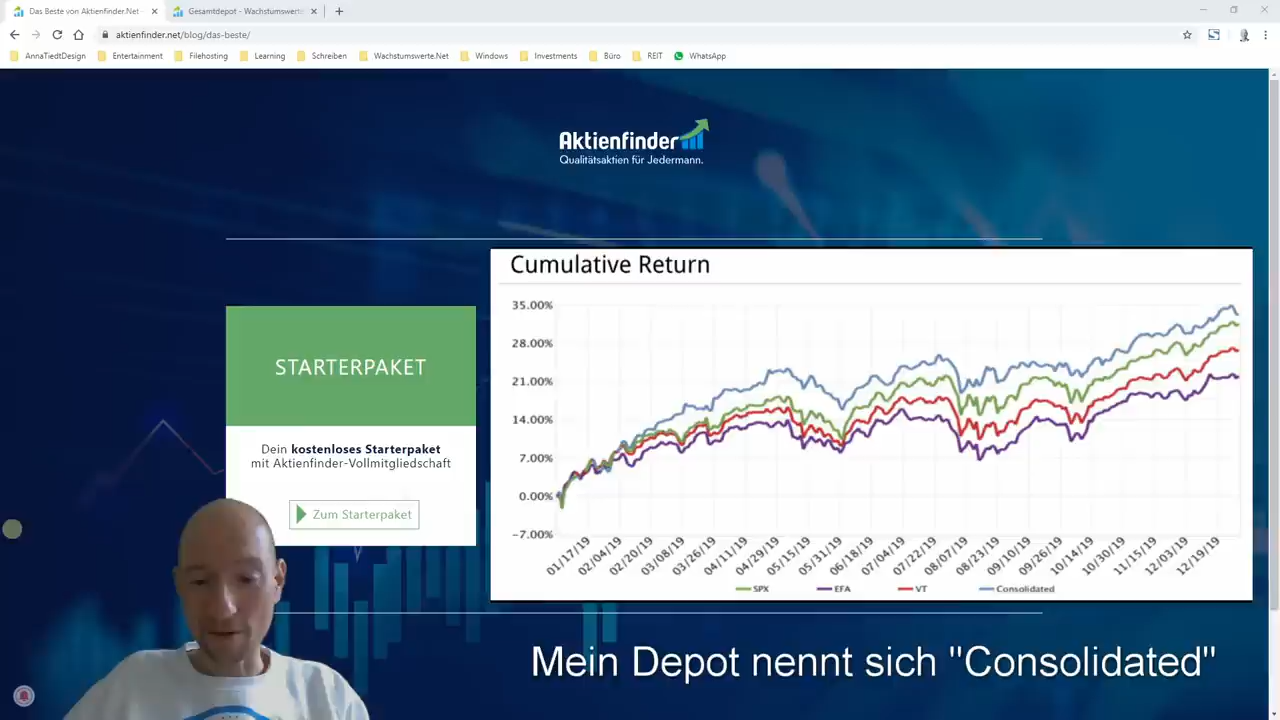 Das Beste von Aktienfinder.Net -
Gesamtdepot - Wachstumswerte
aktienfinder.net/blog/das-beste/
AnnaTiedtDesign Entertainment Filehosting Learning Schreiben Wachstumswerte.Net Windows Investments Büro REIT WhatsApp
Aktienfinder
Qualitätsaktien für Jedermann.
STARTERPAKET
Dein kostenloses Starterpaket
mit Aktienfinder-Vollmitgliedschaft
Zum Starterpaket
Cumulative Return
35.00%
28.00%
21.00%
14.00%
7.00%
0.00%
-7.00%
01/17/19 02/04/19 02/20/19 03/08/19 03/26/19 04/11/19 04/29/19 05/15/19 05/31/19 06/18/19 07/04/19 07/22/19 08/07/19 08/23/19 09/10/19 09/26/19 10/14/19 10/30/19 11/15/19 12/03/19 12/19/19
SPX EFA VT Consolidated
Mein Depot nennt sich "Consolidated"